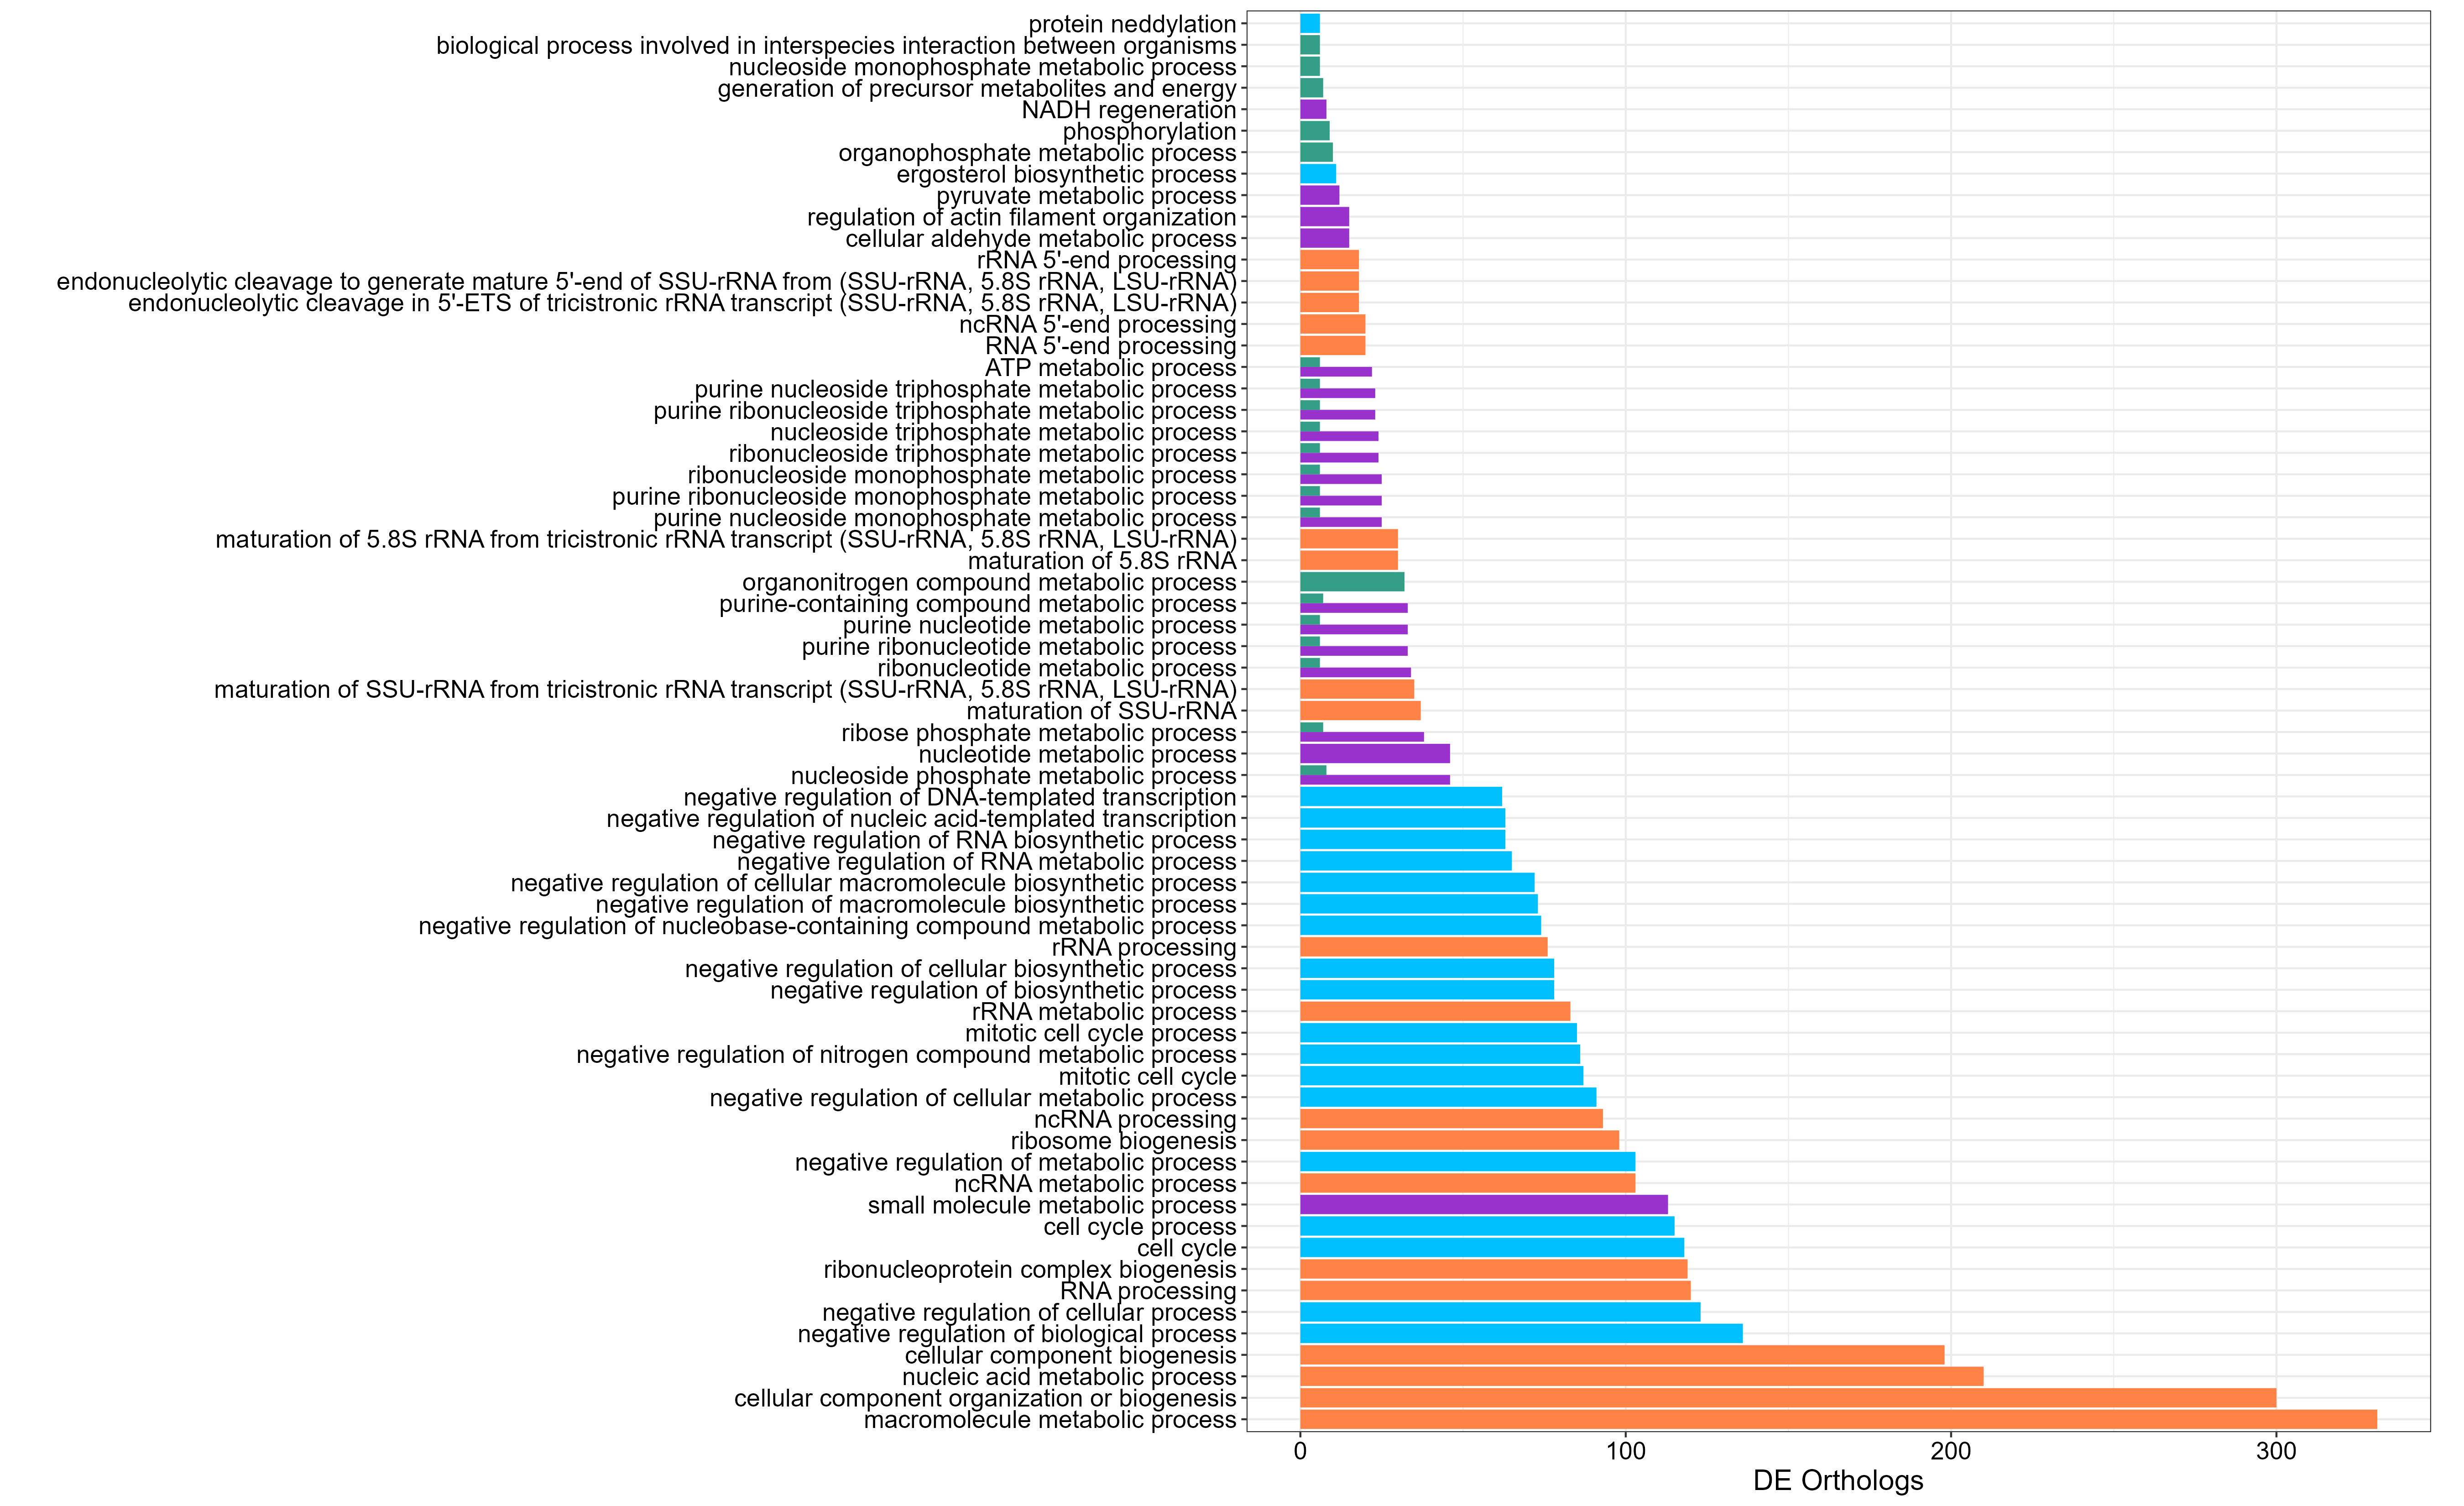 protein neddylation
biological process involved in interspecies interaction between organisms
nucleoside monophosphate metabolic process
generation of precursor metabolites and energy
NADH regeneration
phosphorylation
organophosphate metabolic process
ergosterol biosynthetic process
pyruvate metabolic process
regulation of actin filament organization
cellular aldehyde metabolic process
rRNA 5'-end processing
endonucleolytic cleavage to generate mature 5'-end of SSU-rRNA from (SSU-rRNA, 5.8S rRNA, LSU-rRNA)
endonucleolytic cleavage in 5'-ETS of tricistronic rRNA transcript (SSU-rRNA, 5.8S rRNA, LSU-rRNA)
ncRNA 5'-end processing
RNA 5'-end processing
ATP metabolic process
purine nucleoside triphosphate metabolic process
purine ribonucleoside triphosphate metabolic process
nucleoside triphosphate metabolic process
ribonucleoside triphosphate metabolic process
ribonucleoside monophosphate metabolic process
purine ribonucleoside monophosphate metabolic process
purine nucleoside monophosphate metabolic process
maturation of 5.8S rRNA from tricistronic rRNA transcript (SSU-rRNA, 5.8S rRNA, LSU-rRNA)
maturation of 5.8S rRNA
organonitrogen compound metabolic process
purine-containing compound metabolic process
purine nucleotide metabolic process
purine ribonucleotide metabolic process
ribonucleotide metabolic process
maturation of SSU-rRNA from tricistronic rRNA transcript (SSU-rRNA, 5.8S rRNA, LSU-rRNA)
maturation of SSU-rRNA
ribose phosphate metabolic process
nucleotide metabolic process
nucleoside phosphate metabolic process
negative regulation of DNA-templated transcription
negative regulation of nucleic acid-templated transcription
negative regulation of RNA biosynthetic process
negative regulation of RNA metabolic process
negative regulation of cellular macromolecule biosynthetic process
negative regulation of macromolecule biosynthetic process
negative regulation of nucleobase-containing compound metabolic process
rRNA processing
negative regulation of cellular biosynthetic process
negative regulation of biosynthetic process
rRNA metabolic process
mitotic cell cycle process
negative regulation of nitrogen compound metabolic process
mitotic cell cycle
negative regulation of cellular metabolic process
ncRNA processing
ribosome biogenesis
negative regulation of metabolic process
ncRNA metabolic process
small molecule metabolic process
cell cycle process
cell cycle
ribonucleoprotein complex biogenesis
RNA processing
negative regulation of cellular process
negative regulation of biological process
cellular component biogenesis
nucleic acid metabolic process
cellular component organization or biogenesis
macromolecule metabolic process
0 100 200 300
DE Orthologs